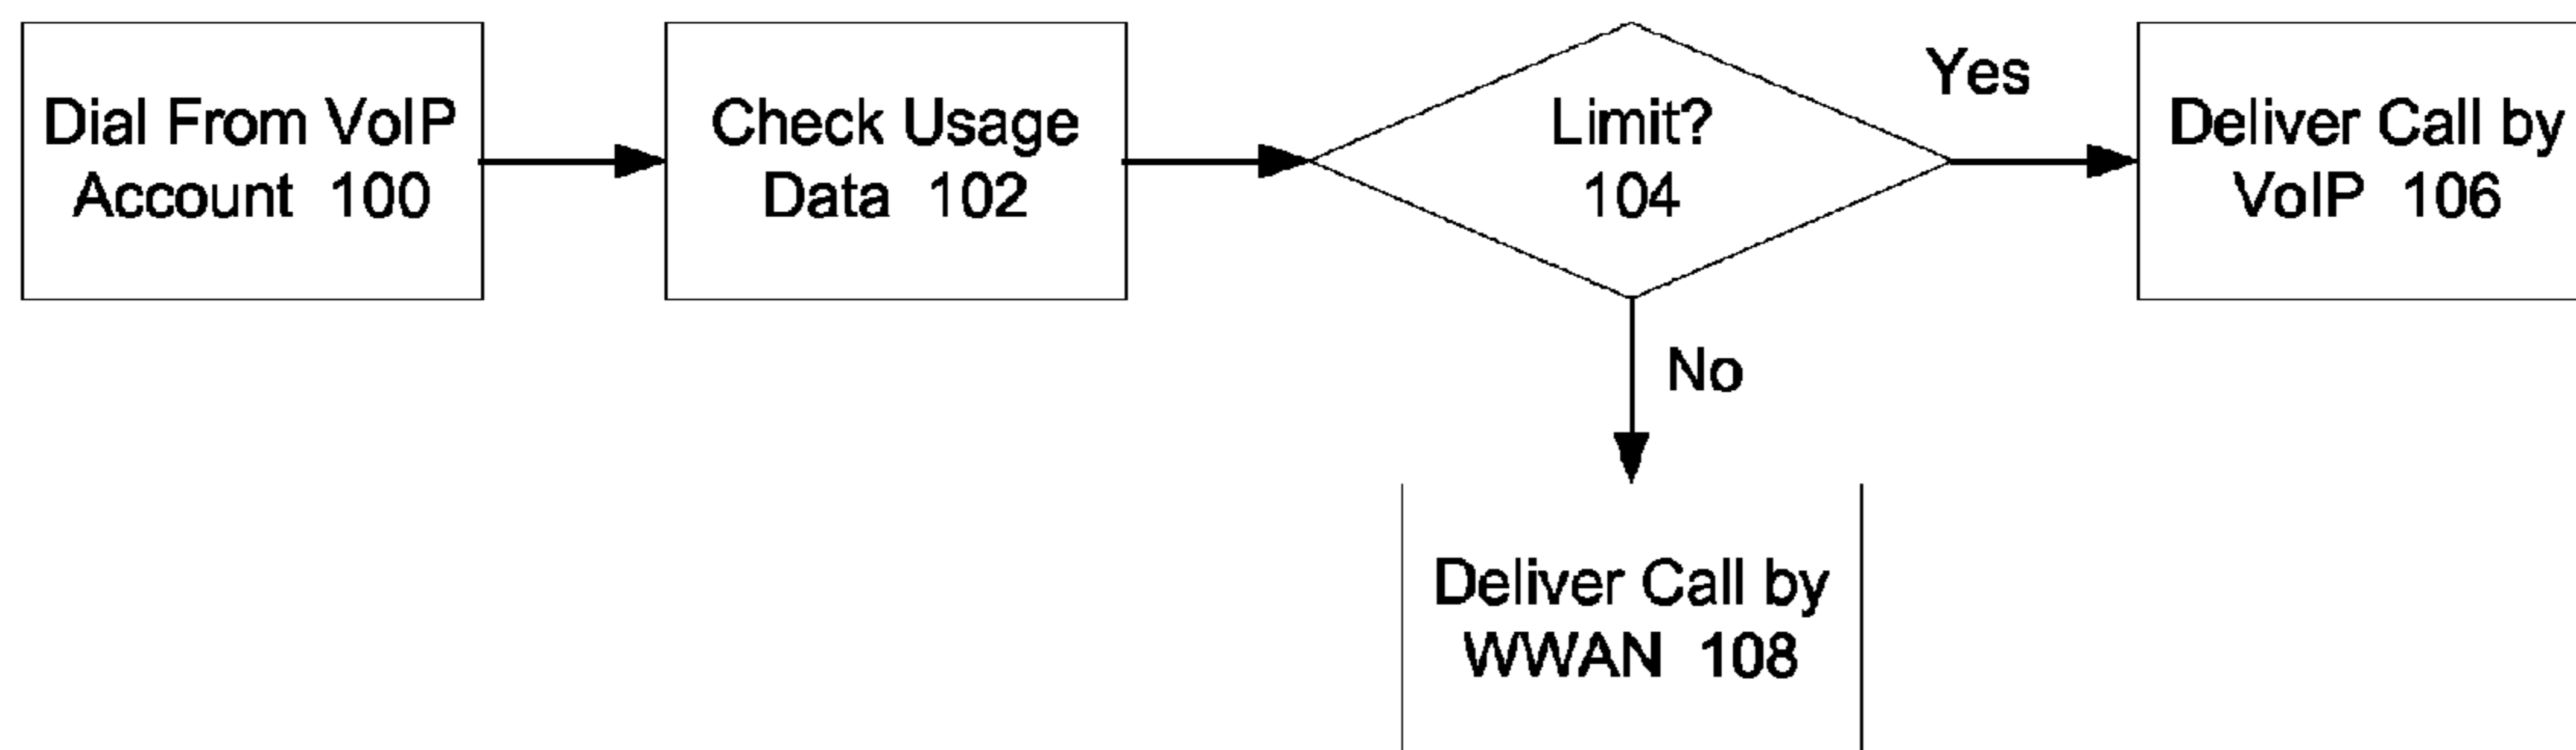 Dial From VoIP
Account 100
Check Usage
Data 102
Limit?
104
Yes
Deliver Call by
VoIP 106
No
Deliver Call by
WWAN 108